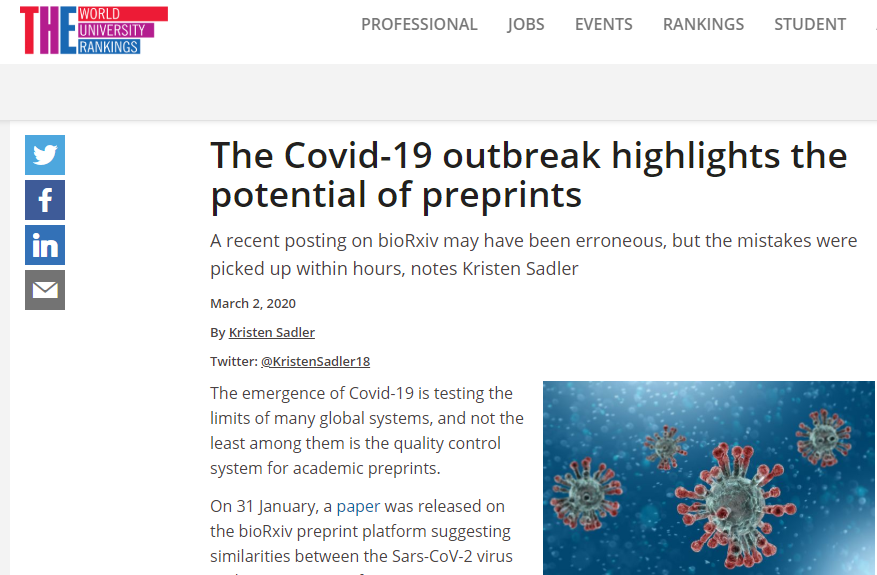 THE WORLD
UNIVERSITY
RANKINGS
PROFESSIONAL JOBS EVENTS RANKINGS STUDENT
The Covid-19 outbreak highlights the
potential of preprints
A recent posting on bioRxiv may have been erroneous, but the mistakes were
picked up within hours, notes Kristen Sadler
March 2, 2020
By Kristen Sadler
Twitter: @KristenSadler18
The emergence of Covid-19 is testing the
limits of many global systems, and not the
least among them is the quality control
system for academic preprints.
On 31 January, a paper was released on
the bioRxiv preprint platform suggesting
similarities between the Sars-CoV-2 virus